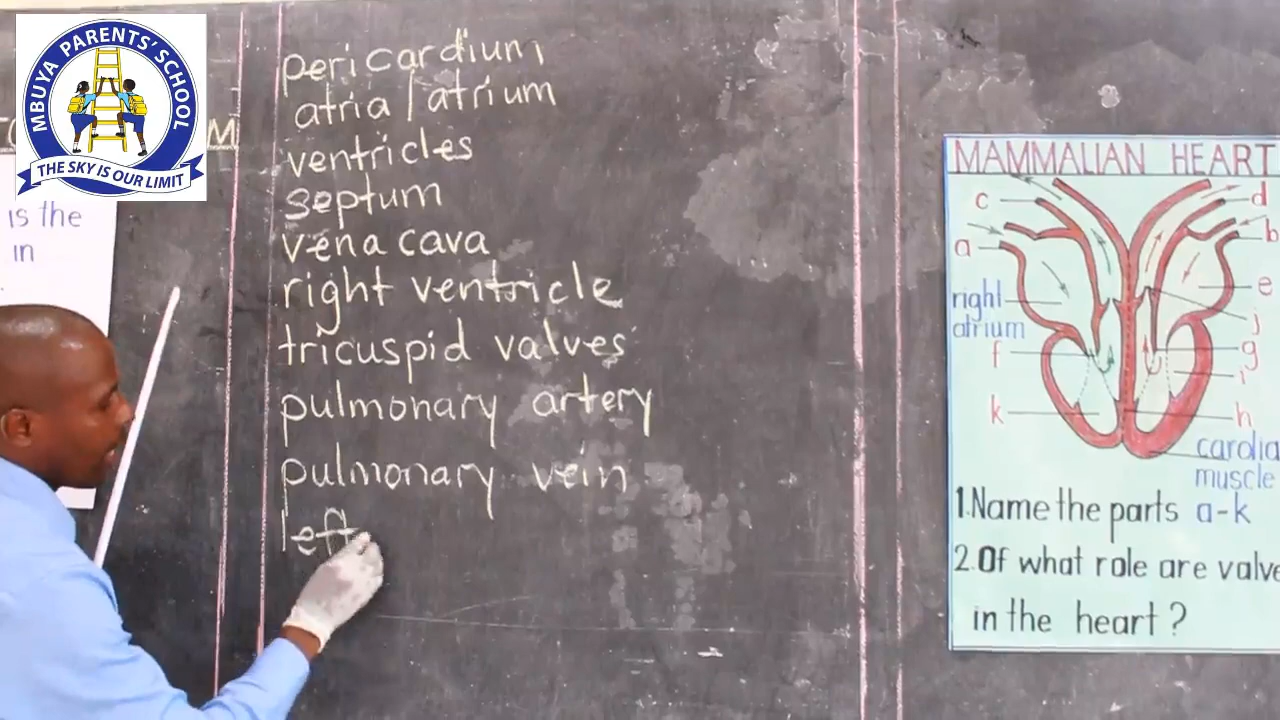 MBUYA PARENTS' SCHOOL
THE SKY IS OUR LIMIT
M
is the
in
pericardium
atria / atrium
ventricles
septum
vena cava
right ventricle
tricuspid valves
pulmonary artery
pulmonary vein
left
MAMMALIAN HEART
c
d
b
a
e
right
atrium
j
f
g
i
k
h
cardia
muscle
1.Name the parts a-k
2.Of what role are valve
in the heart?